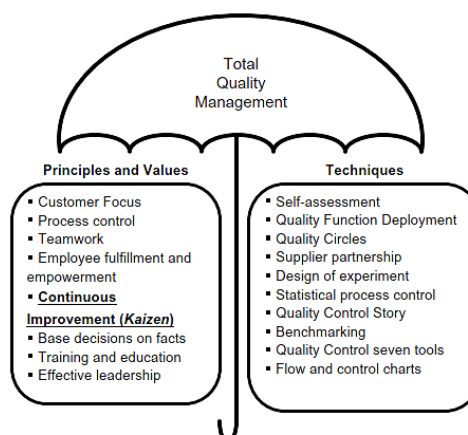 Total
Quality
Management
Principles and Values
▪ Customer Focus
▪ Process control
▪ Teamwork
▪ Employee fulfillment and
empowerment
▪ Continuous
Improvement (Kaizen)
▪ Base decisions on facts
▪ Training and education
▪ Effective leadership
Techniques
▪ Self-assessment
▪ Quality Function Deployment
▪ Quality Circles
▪ Supplier partnership
▪ Design of experiment
▪ Statistical process control
▪ Quality Control Story
▪ Benchmarking
▪ Quality Control seven tools
▪ Flow and control charts